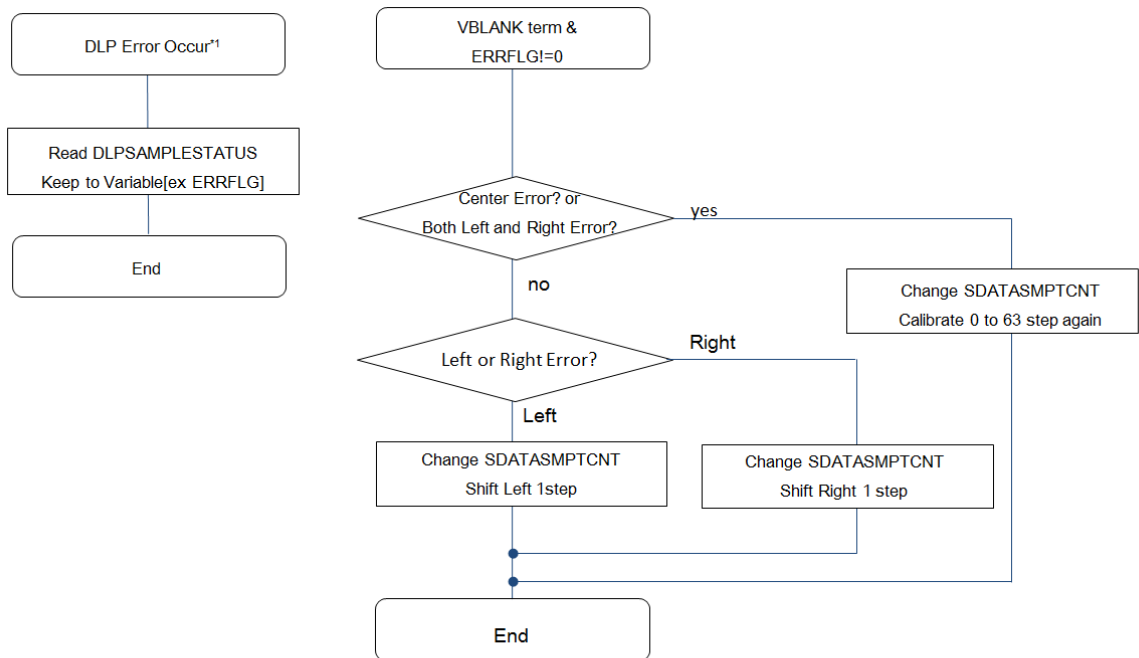 DLP Error Occur*1
Read DLPSAMPLESTATUS
Keep to Variable[ex ERRFLG]
End
VBLANK term &
ERRFLG!=0
Center Error? or
Both Left and Right Error?
yes
no
Change SDATASMPTCNT
Calibrate 0 to 63 step again
Left or Right Error?
Right
Left
Change SDATASMPTCNT
Shift Left 1step
Change SDATASMPTCNT
Shift Right 1 step
End